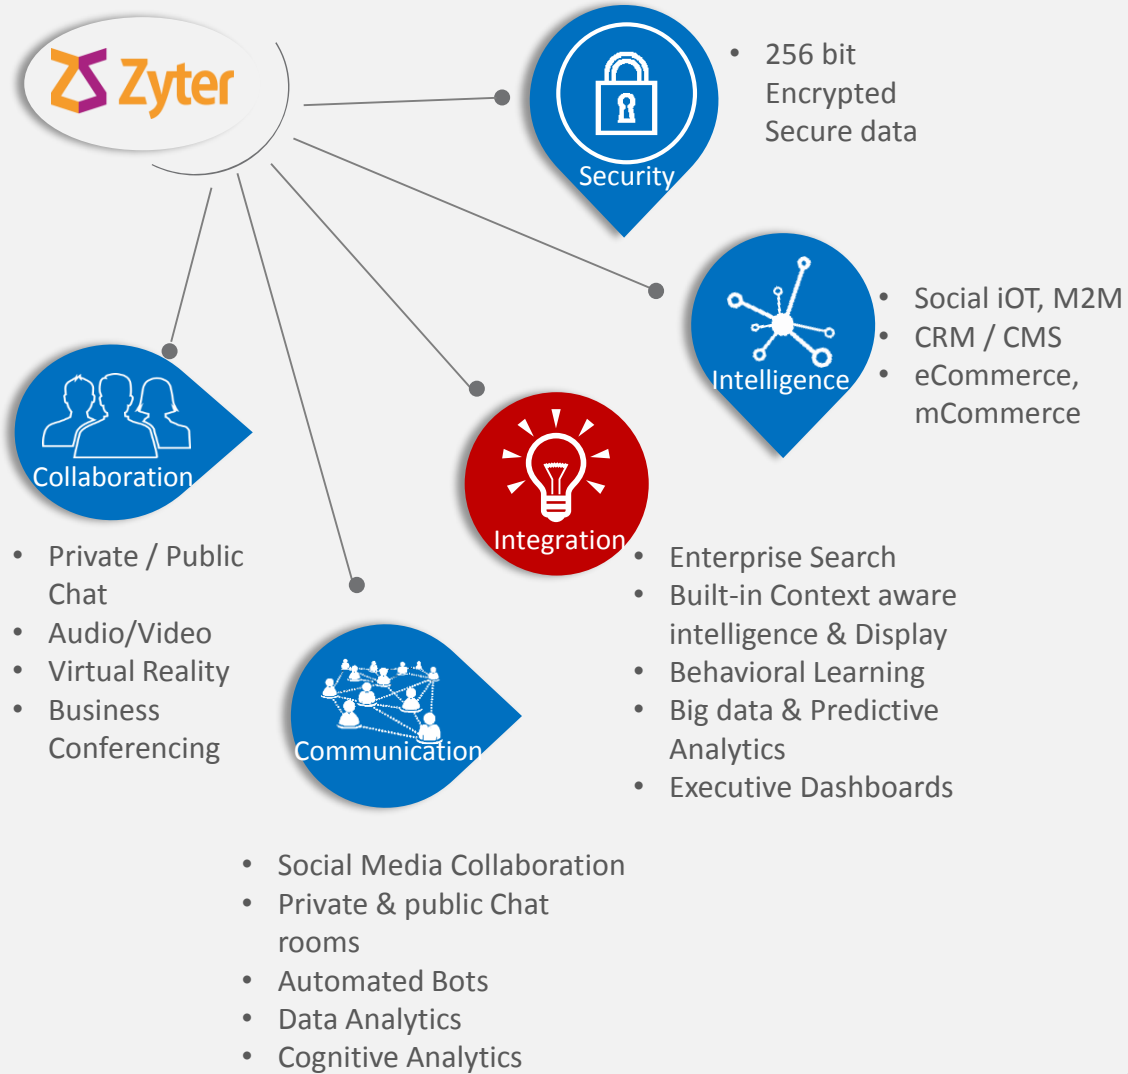 Zyter
Security
• 256 bit
Encrypted
Secure data
Intelligence
• Social iOT, M2M
• CRM / CMS
• eCommerce,
mCommerce
Collaboration
• Private / Public
Chat
• Audio/Video
• Virtual Reality
• Business
Conferencing
Integration
• Enterprise Search
• Built-in Context aware
intelligence & Display
• Behavioral Learning
• Big data & Predictive
Analytics
• Executive Dashboards
Communication
• Social Media Collaboration
• Private & public Chat
rooms
• Automated Bots
• Data Analytics
• Cognitive Analytics